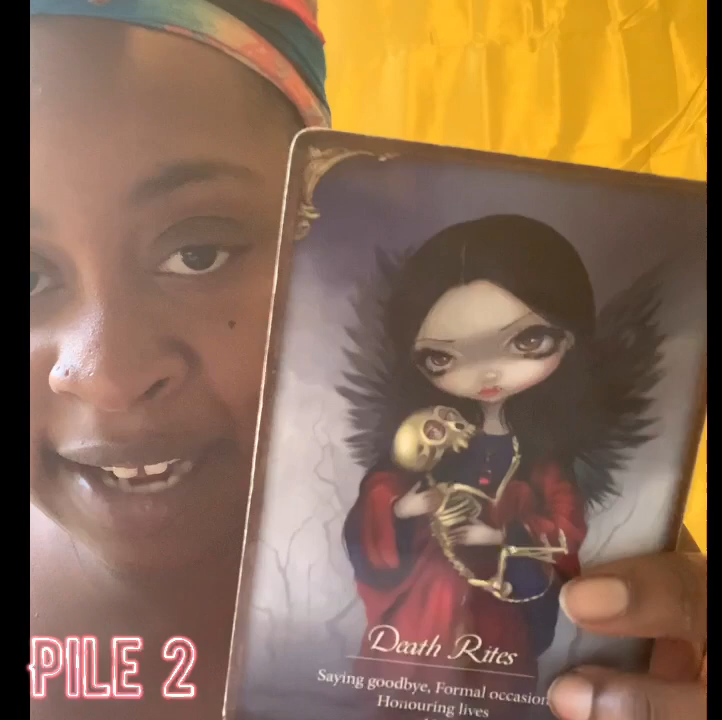 Death Rites
Saying goodbye, Formal occasion
Honouring lives
PILE 2